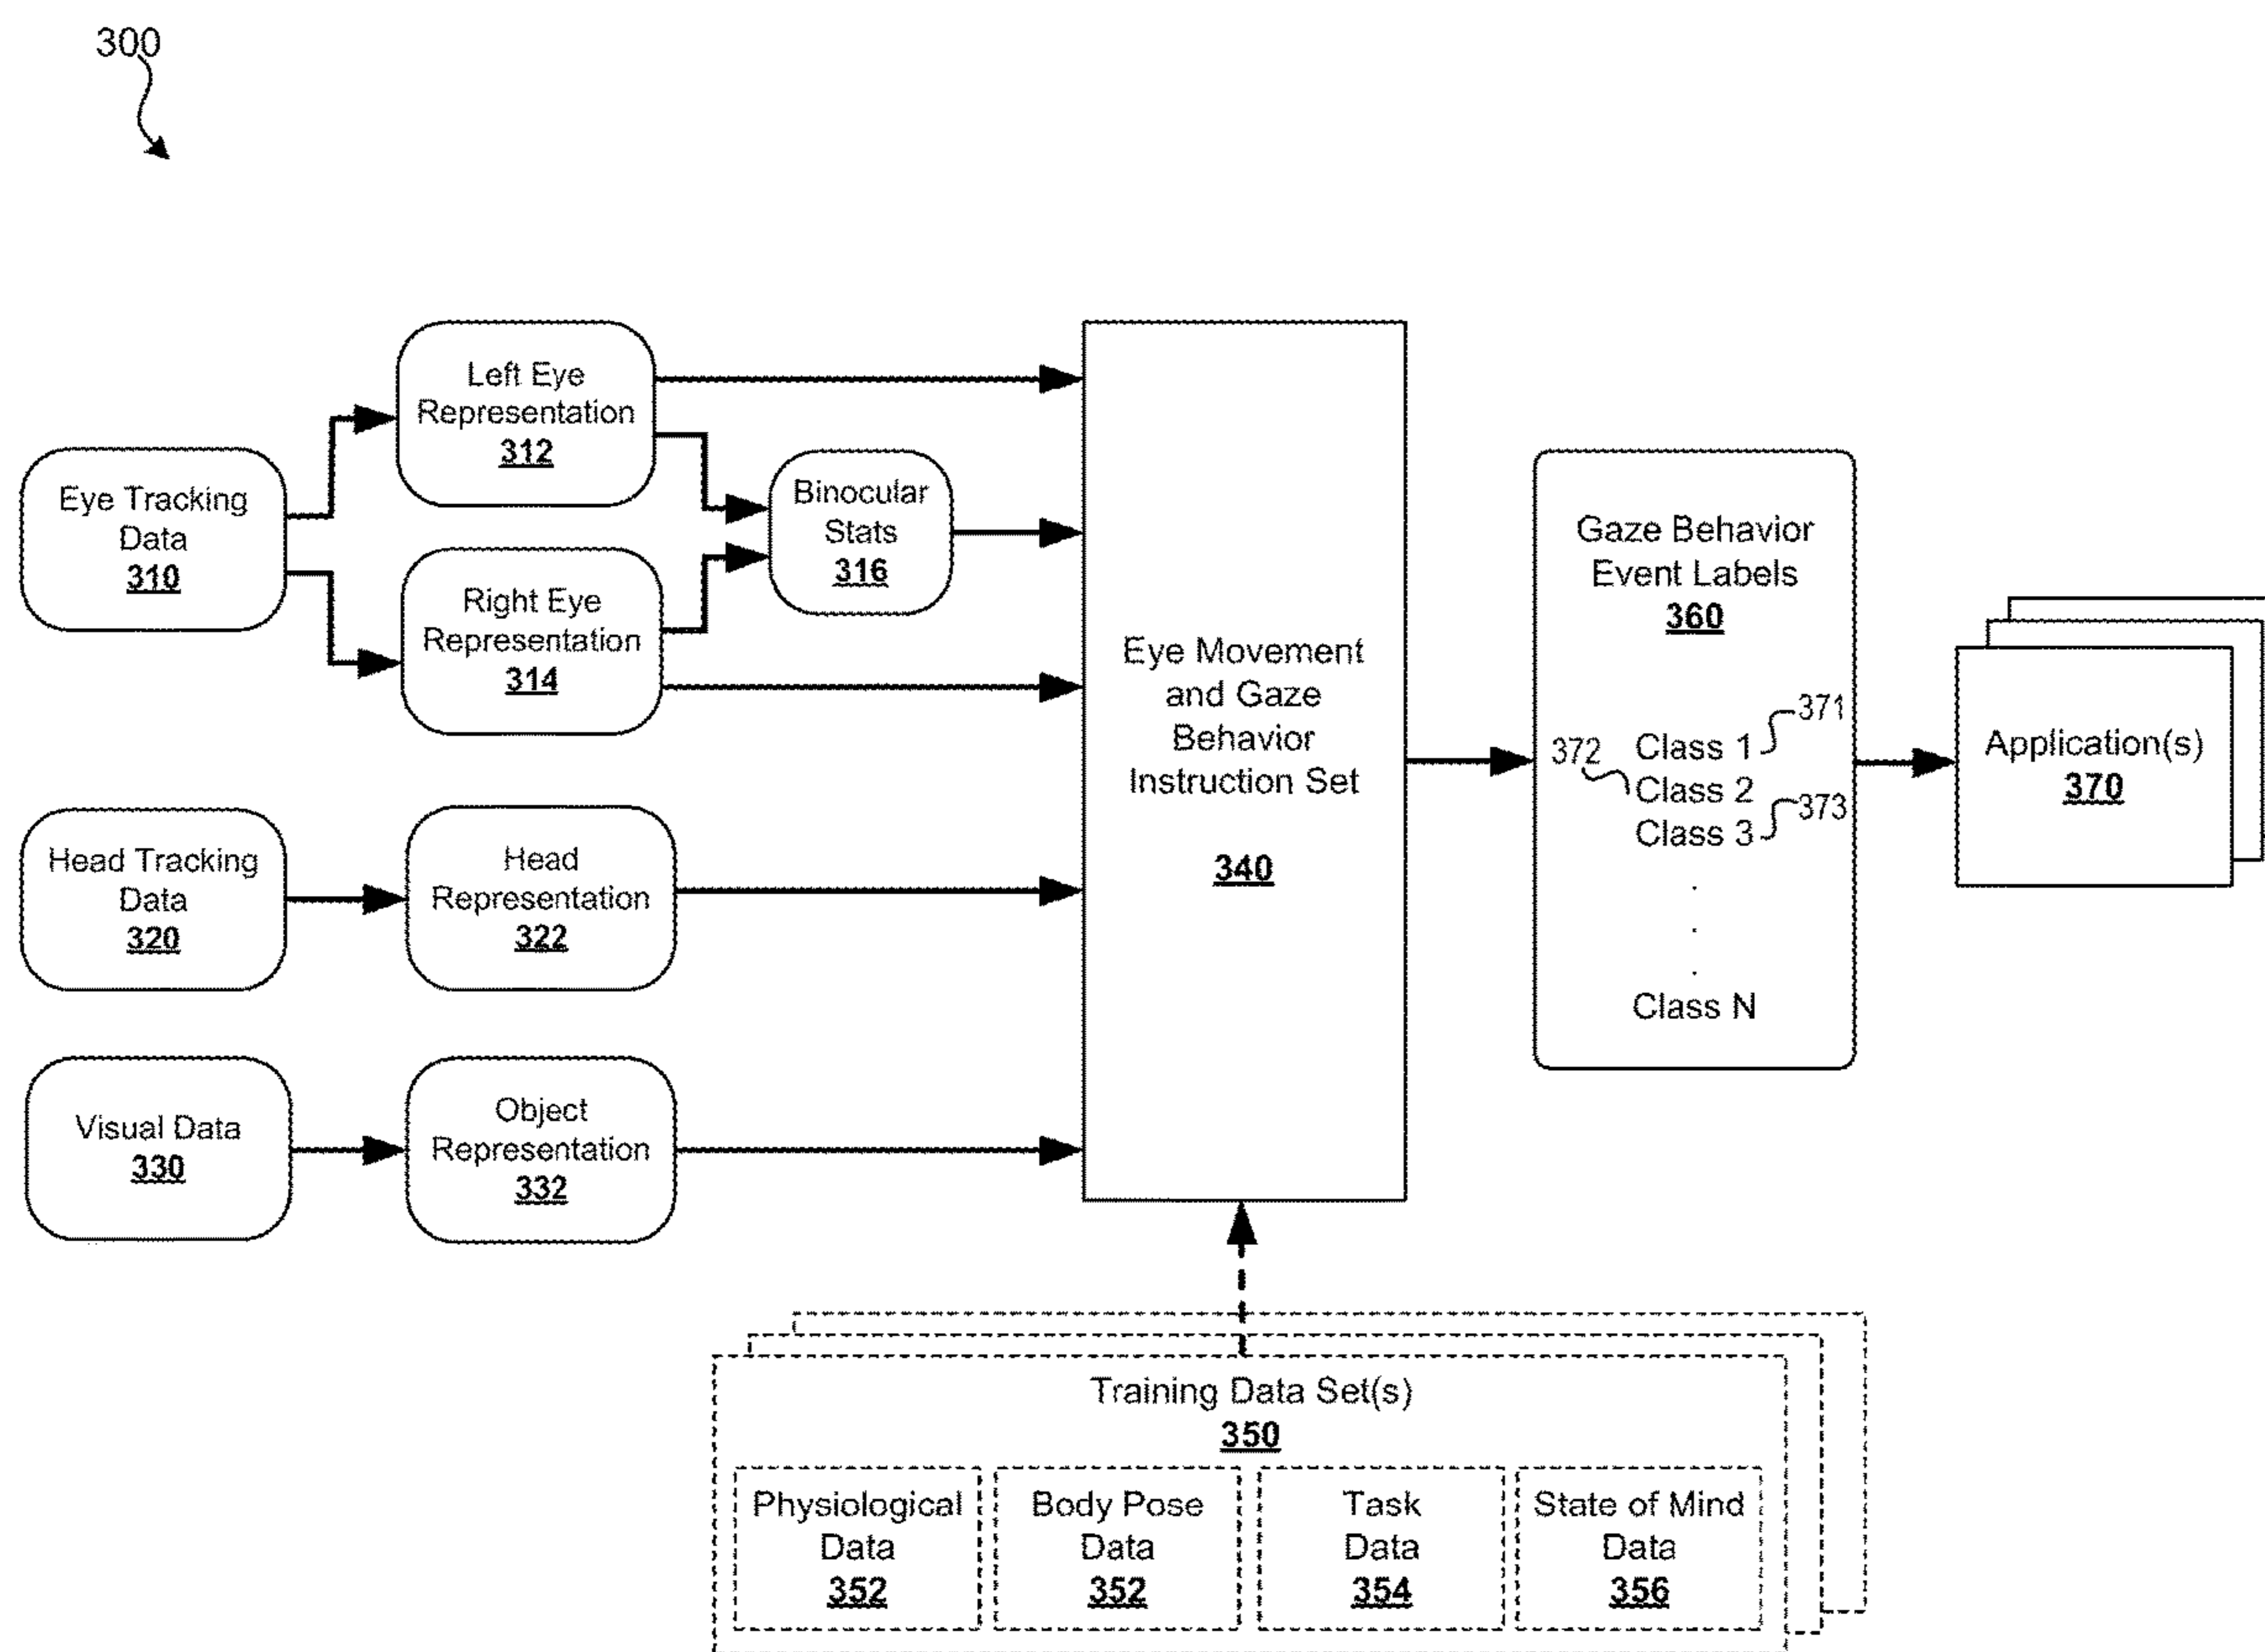 300
Eye Tracking
Data
310
Left Eye
Representation
312
Right Eye
Representation
314
Binocular
Stats
316
Head Tracking
Data
320
Head
Representation
322
Visual Data
330
Object
Representation
332
Eye Movement
and Gaze
Behavior
Instruction Set
340
Gaze Behavior
Event Labels
360
371
372
Class 1
Class 2
373
Class 3
.
.
.
Class N
Application(s)
370
Training Data Set(s)
350
Physiological
Data
352
Body Pose
Data
352
Task
Data
354
State of Mind
Data
356